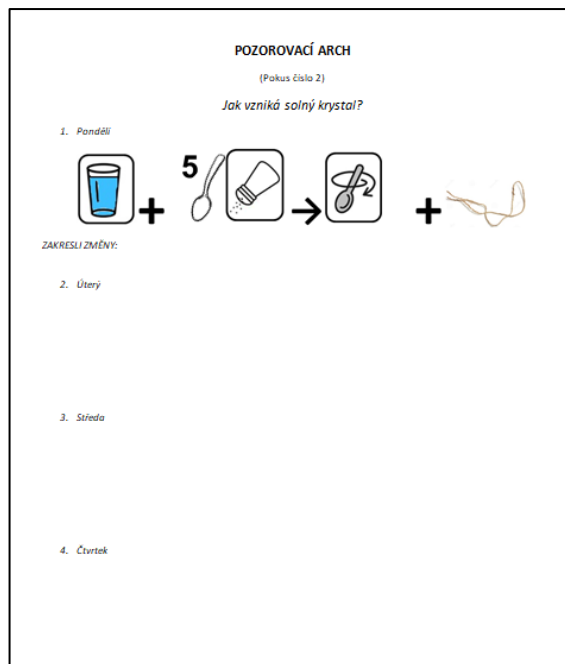 POZOROVACÍ ARCH
(Pokus číslo 2)
Jak vzniká solný krystal?
1. Pondělí
+ 5 → +
ZAKRESLI ZMĚNY:
2. Úterý
3. Středa
4. Čtvrtek